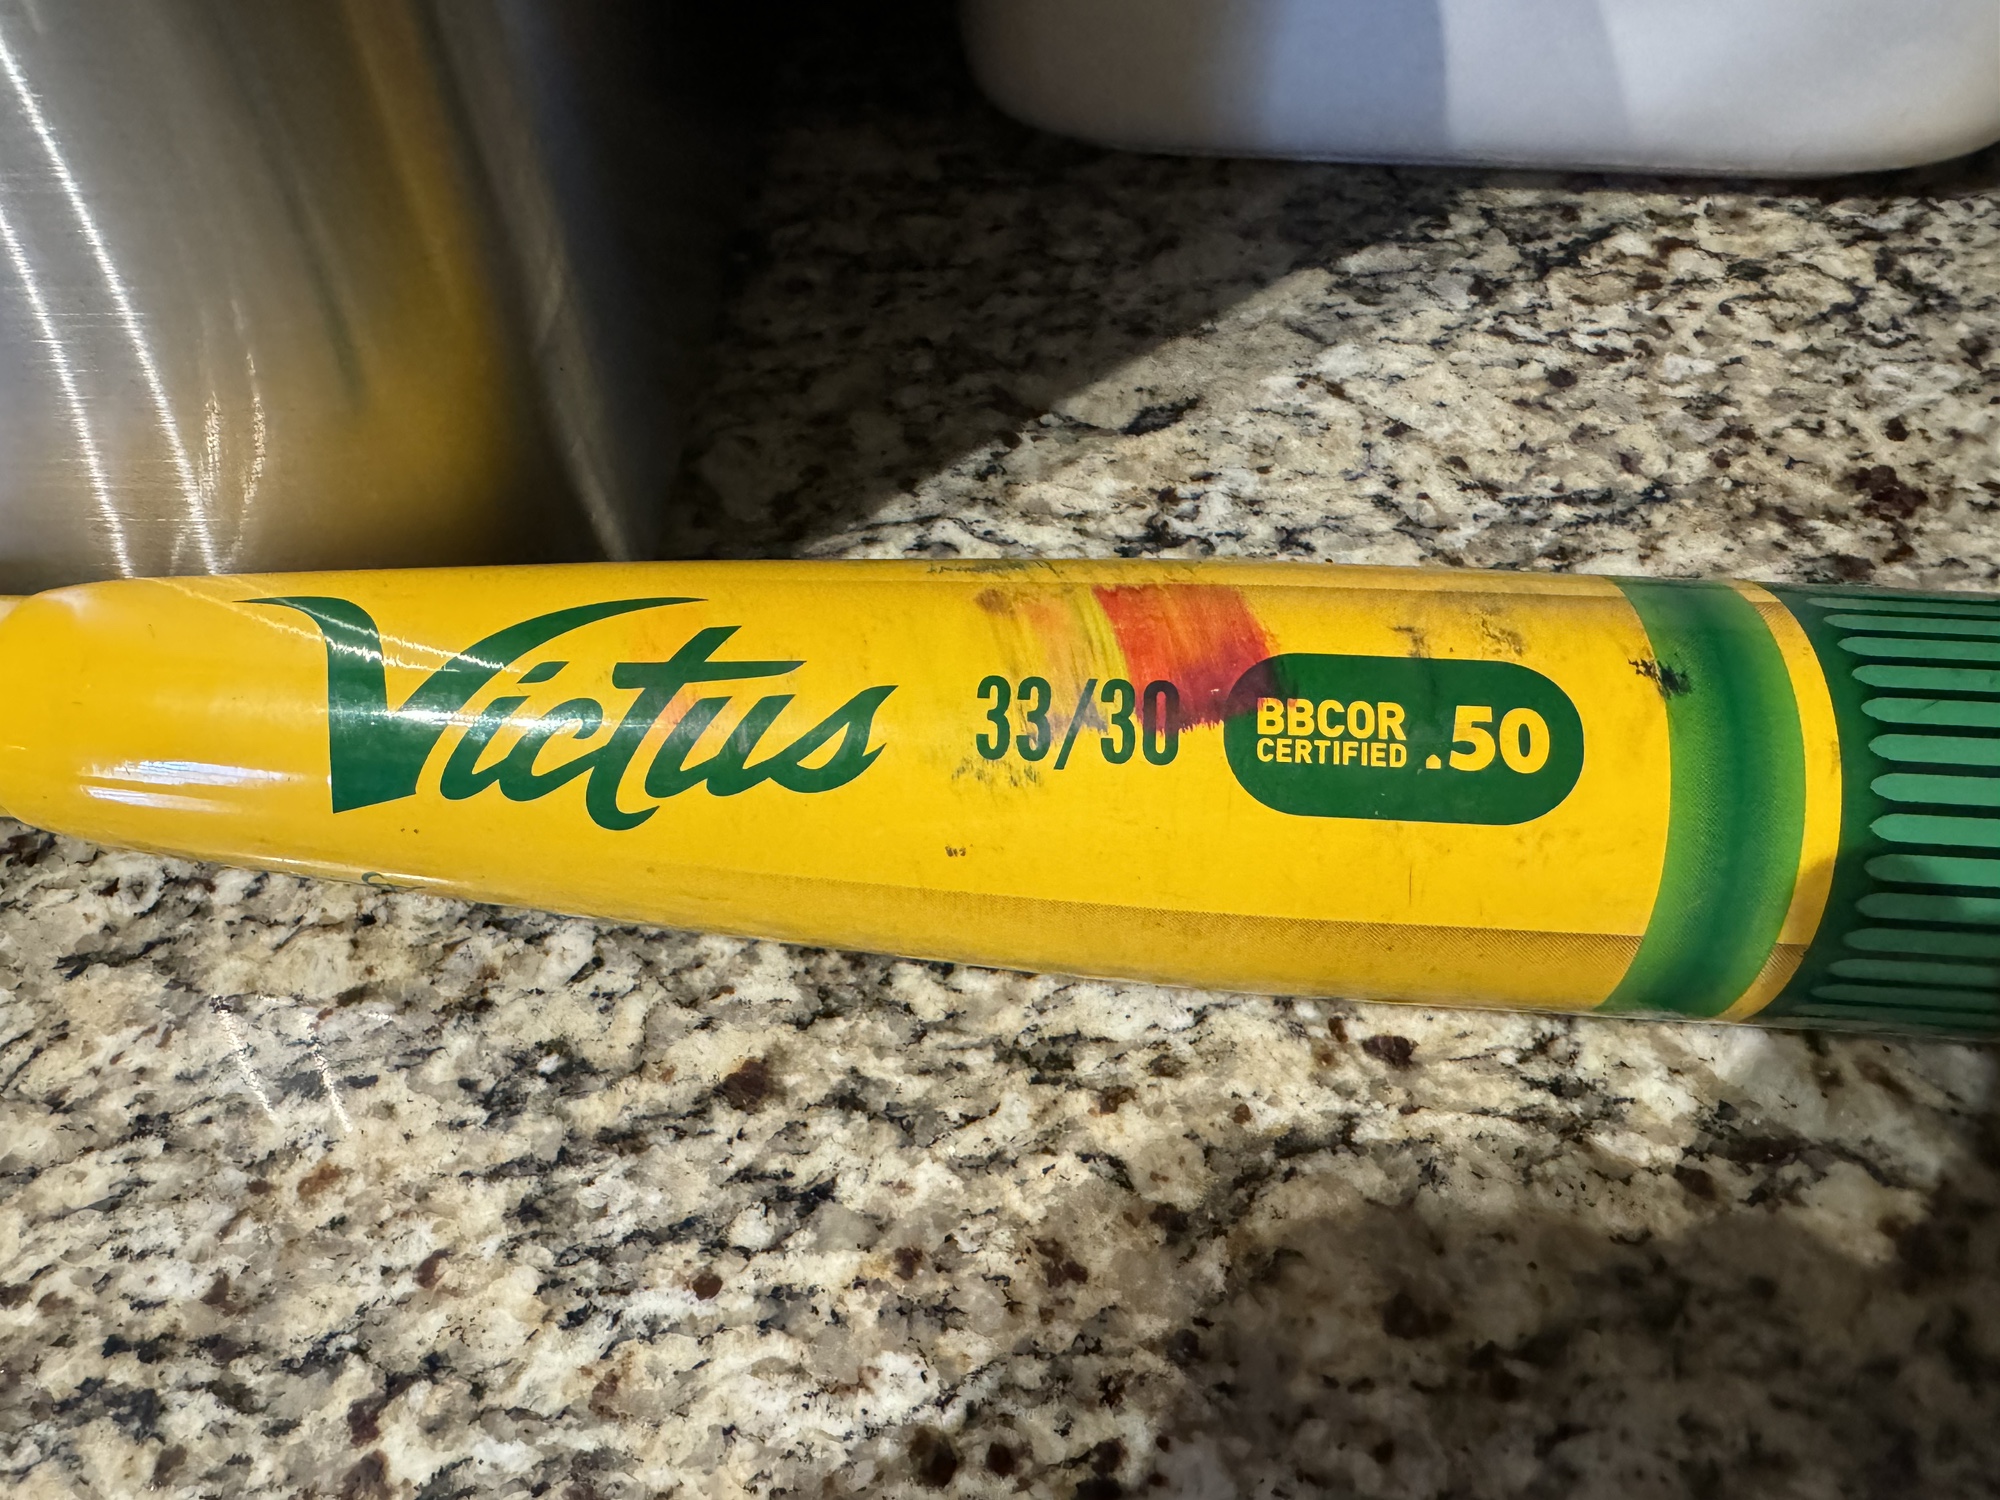 Victus
33/30
BBCOR
CERTIFIED .50